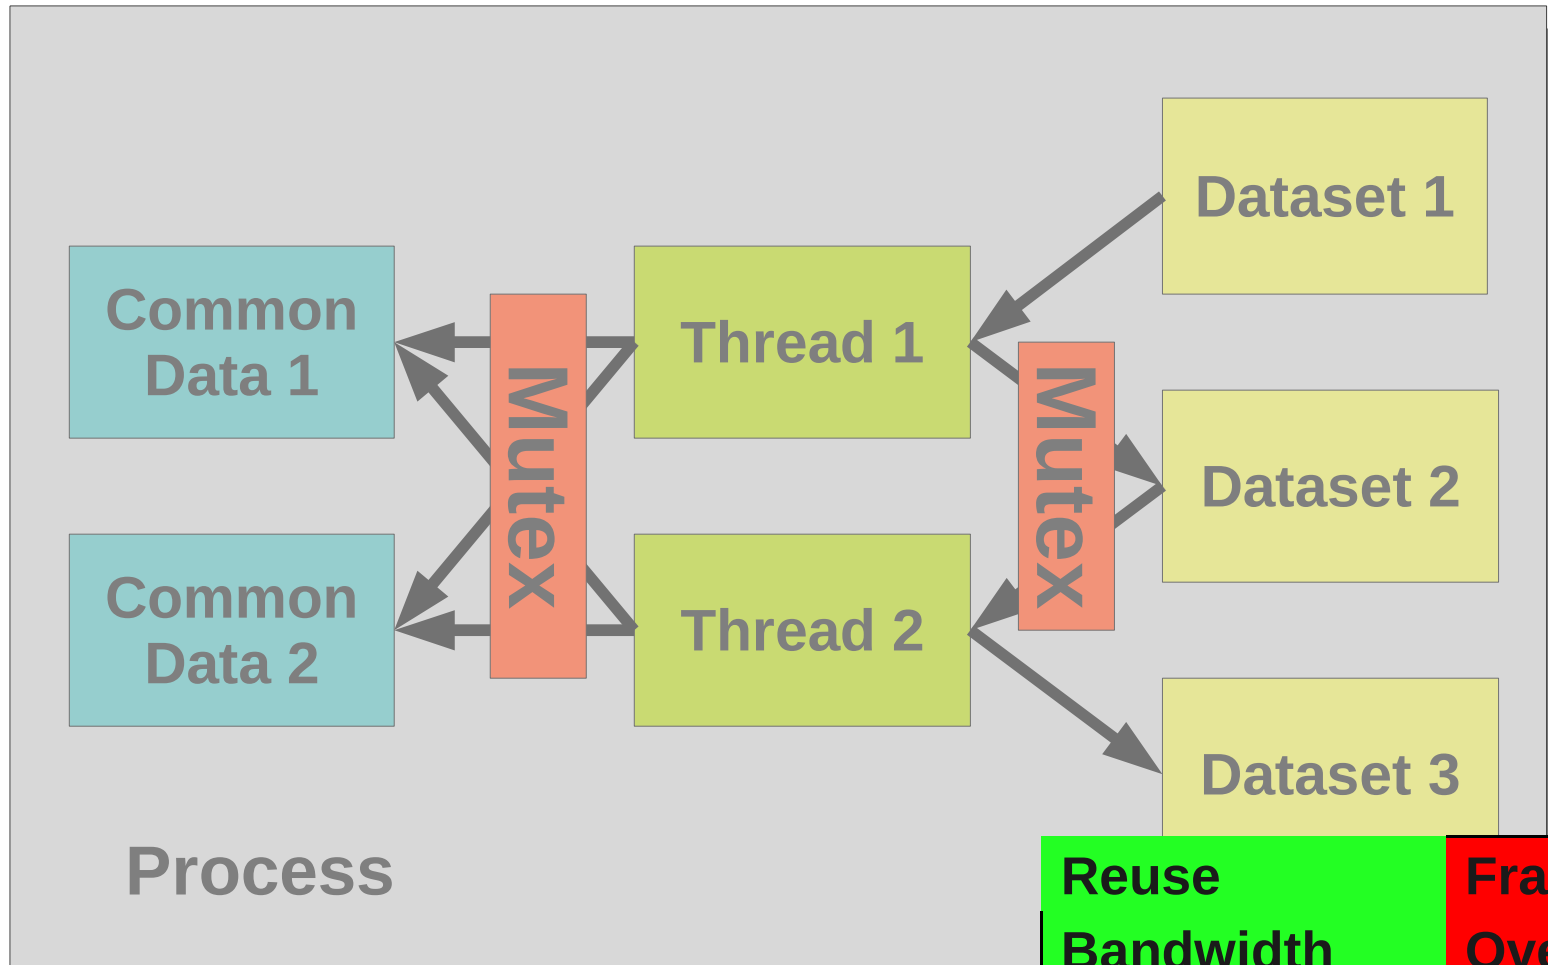 Dataset 1
Common
Data 1
Mutex
Thread 1
Mutex
Dataset 2
Common
Data 2
Thread 2
Dataset 3
Process
Reuse
Bandwidth